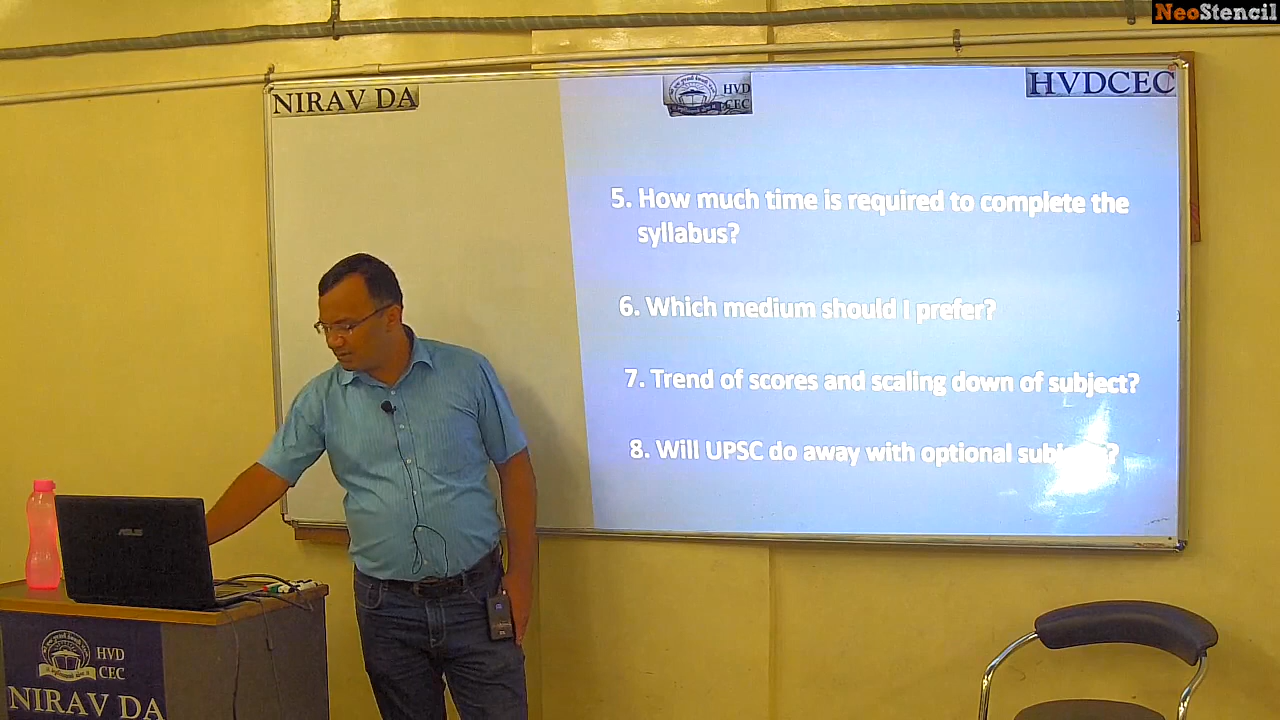 NeoStencil
NIRAV DA
HVD
CEC
HVDCEC
5. How much time is required to complete the
syllabus?
6. Which medium should I prefer?
7. Trend of scores and scaling down of subject?
8. Will UPSC do away with optional
ASUS
HVD
CEC
NIRAV DA